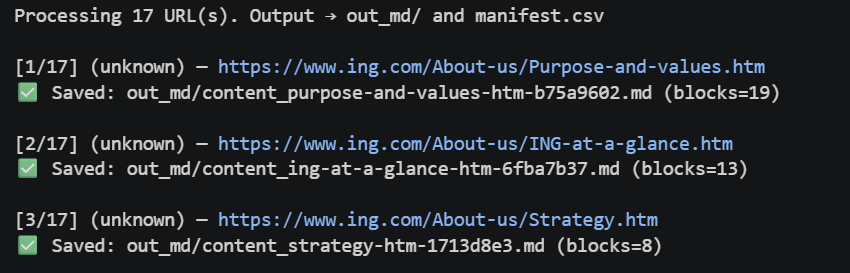 Processing 17 URL(s). Output → out_md/ and manifest.csv
[1/17] (unknown) — https://www.ing.com/About-us/Purpose-and-values.htm
✅ Saved: out_md/content_purpose-and-values-htm-b75a9602.md (blocks=19)
[2/17] (unknown) — https://www.ing.com/About-us/ING-at-a-glance.htm
✅ Saved: out_md/content_ing-at-a-glance-htm-6fba7b37.md (blocks=13)
[3/17] (unknown) — https://www.ing.com/About-us/Strategy.htm
✅ Saved: out_md/content_strategy-htm-1713d8e3.md (blocks=8)